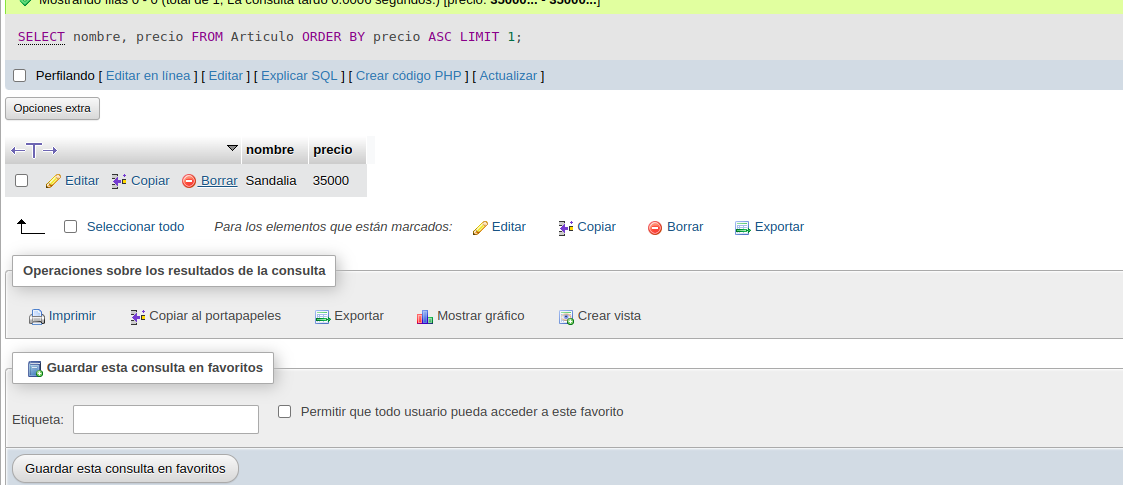 Mostrando filas 0 - 0 (total de 1, La consulta tardó 0.0006 segundos.) [precio: 35000... - 35000...]
SELECT nombre, precio FROM Articulo ORDER BY precio ASC LIMIT 1;
Perfilando [ Editar en línea ] [ Editar ] [ Explicar SQL ] [ Crear código PHP ] [ Actualizar ]
Opciones extra
nombre precio
Editar Copiar Borrar Sandalia 35000
Seleccionar todo Para los elementos que están marcados: Editar Copiar Borrar Exportar
Operaciones sobre los resultados de la consulta
Imprimir Copiar al portapapeles Exportar Mostrar gráfico Crear vista
Guardar esta consulta en favoritos
Etiqueta: Permitir que todo usuario pueda acceder a este favorito
Guardar esta consulta en favoritos